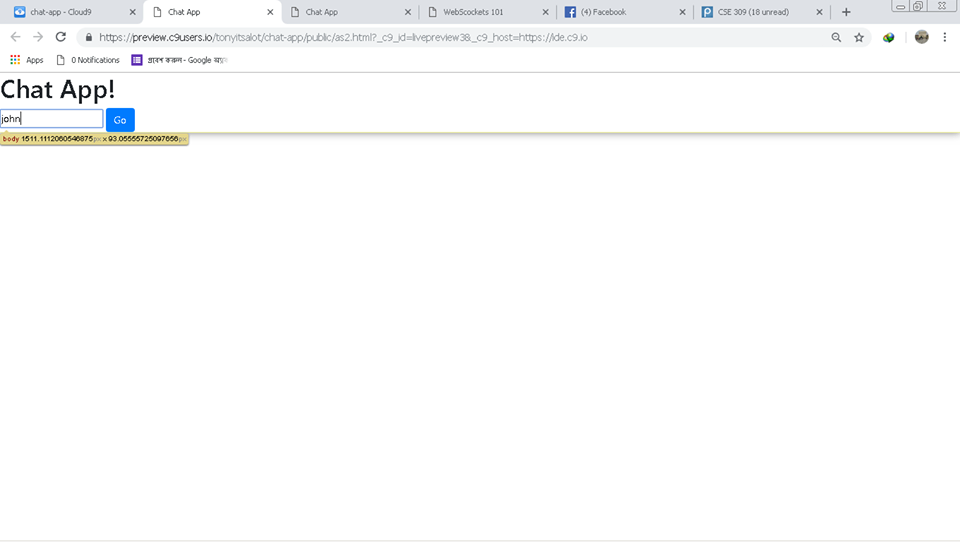 chat-app - Cloud9
Chat App
Chat App
WebScockets 101
(4) Facebook
CSE 309 (18 unread)
https://preview.c9users.io/tonyitsalot/chat-app/public/as2.html?_c9_id=livepreview3&_c9_host=https://ide.c9.io
Apps
0 Notifications
প্রবেশ করুন - Google
Chat App!
john
Go
body 1511.1112060546875px × 93.05555725097656px